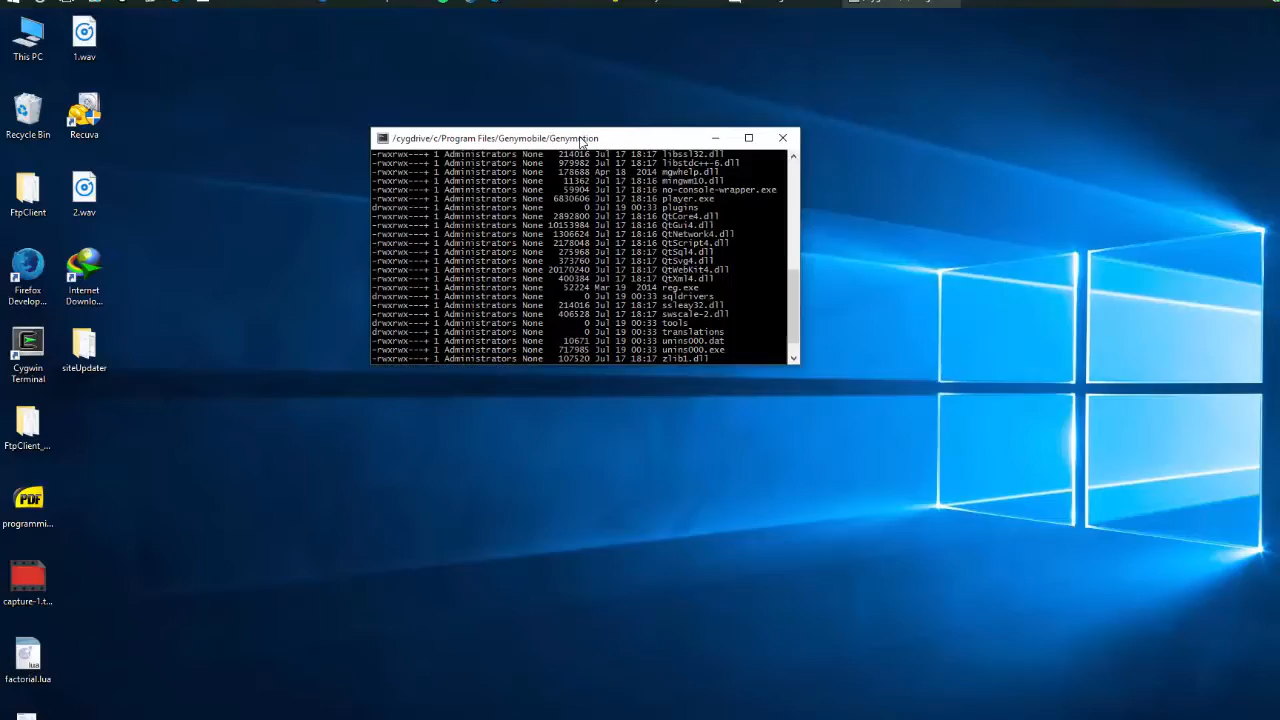 This PC
1.wav
Recycle Bin
Recuva
FtpClient
2.wav
Firefox
Develop...
Internet
Downlo...
Cygwin
Terminal
siteUpdater
FtpClient_...
PDF
programmi...
capture-1.t...
factorial.lua
/cygdrive/c/Program Files/Genymobile/Genymotion
-rwxrwx---+ 1 Administrators None 214016 Jul 17 18:17 libssl32.dll
-rwxrwx---+ 1 Administrators None 979982 Jul 17 18:17 libstdc++-6.dll
-rwxrwx---+ 1 Administrators None 178688 Apr 18 2014 mgwhelp.dll
-rwxrwx---+ 1 Administrators None 11362 Jul 17 18:16 mingwm10.dll
-rwxrwx---+ 1 Administrators None 59904 Jul 17 18:16 no-console-wrapper.exe
-rwxrwx---+ 1 Administrators None 6830606 Jul 17 18:16 player.exe
drwxrwx---+ 1 Administrators None 0 Jul 19 00:33 plugins
-rwxrwx---+ 1 Administrators None 2892800 Jul 17 18:16 QtCore4.dll
-rwxrwx---+ 1 Administrators None 10153984 Jul 17 18:16 QtGui4.dll
-rwxrwx---+ 1 Administrators None 1306624 Jul 17 18:16 QtNetwork4.dll
-rwxrwx---+ 1 Administrators None 2178048 Jul 17 18:16 QtScript4.dll
-rwxrwx---+ 1 Administrators None 275968 Jul 17 18:17 QtSql4.dll
-rwxrwx---+ 1 Administrators None 373760 Jul 17 18:17 QtSvg4.dll
-rwxrwx---+ 1 Administrators None 20170240 Jul 17 18:17 QtWebKit4.dll
-rwxrwx---+ 1 Administrators None 400384 Jul 17 18:17 QtXml4.dll
-rwxrwx---+ 1 Administrators None 52224 Mar 19 2014 reg.exe
drwxrwx---+ 1 Administrators None 0 Jul 19 00:33 sqldrivers
-rwxrwx---+ 1 Administrators None 214016 Jul 17 18:17 ssleay32.dll
-rwxrwx---+ 1 Administrators None 406528 Jul 17 18:17 swscale-2.dll
drwxrwx---+ 1 Administrators None 0 Jul 19 00:33 tools
drwxrwx---+ 1 Administrators None 0 Jul 19 00:33 translations
-rwxrwx---+ 1 Administrators None 10671 Jul 19 00:33 unins000.dat
-rwxrwx---+ 1 Administrators None 717985 Jul 19 00:33 unins000.exe
-rwxrwx---+ 1 Administrators None 107520 Jul 17 18:17 zlib1.dll